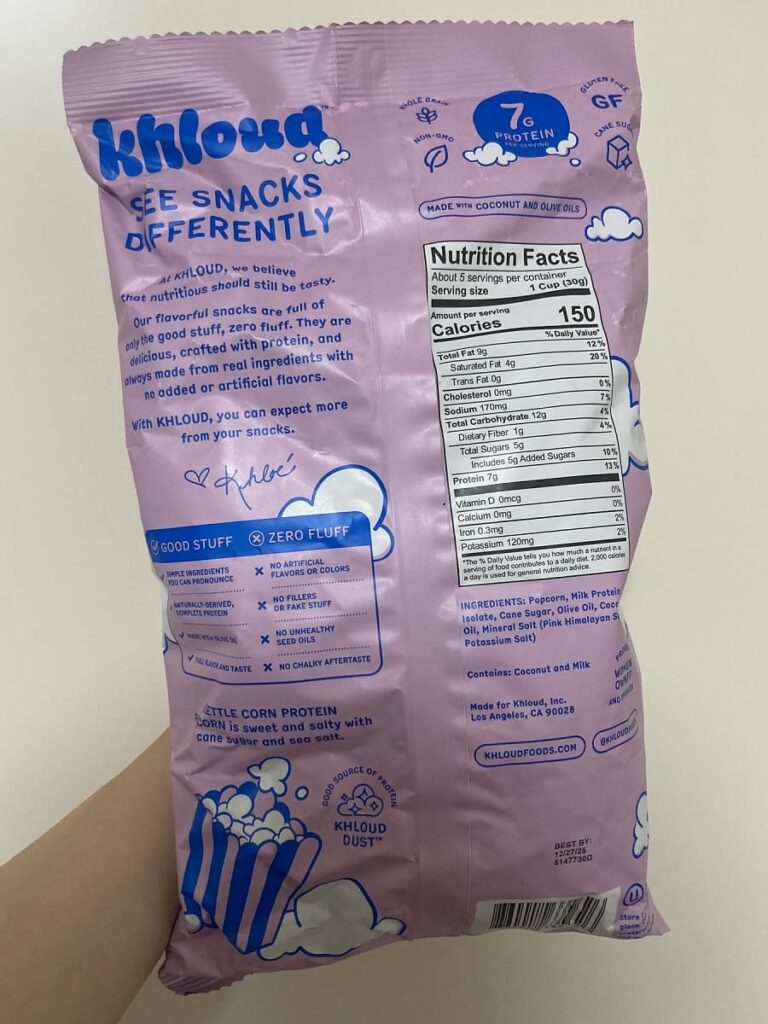 khloud™
SEE SNACKS
DIFFERENTLY
At KHLOUD, we believe
that nutritious should still be tasty.
Our flavorful snacks are full of
only the good stuff, zero fluff. They are
delicious, crafted with protein, and
always made from real ingredients with
no added or artificial flavors.
With KHLOUD, you can expect more
from your snacks.
Khloé
GOOD STUFF
ZERO FLUFF
SIMPLE INGREDIENTS
YOU CAN PRONOUNCE
NO ARTIFICIAL
FLAVORS OR COLORS
NATURALLY-DERIVED,
COMPLETE PROTEIN
NO FILLERS
OR FAKE STUFF
MADE WITH OLIVE OIL
NO UNHEALTHY
SEED OILS
FULL FLAVOR AND TASTE
NO CHALKY AFTERTASTE
KETTLE CORN PROTEIN
CORN is sweet and salty with
cane sugar and sea salt.
GOOD SOURCE OF PROTEIN
KHLOUD
DUST™
WHOLE GRAIN
NON-GMO
7G
PROTEIN
PER SERVING
GLUTEN FREE
GF
CANE SUG
MADE WITH COCONUT AND OLIVE OILS
Nutrition Facts
About 5 servings per container
Serving size 1 Cup (30g)
Amount per serving
Calories 150
% Daily Value*
Total Fat 9g 12%
Saturated Fat 4g 20%
Trans Fat 0g
Cholesterol 0mg 0%
Sodium 170mg 7%
Total Carbohydrate 12g 4%
Dietary Fiber 1g 4%
Total Sugars 5g
Includes 5g Added Sugars 10%
Protein 7g 13%
Vitamin D 0mcg 0%
Calcium 0mg 0%
Iron 0.3mg 2%
Potassium 120mg 2%
*The % Daily Value tells you how much a nutrient in a
serving of food contributes to a daily diet. 2,000 calories
a day is used for general nutrition advice.
INGREDIENTS: Popcorn, Milk Protein
Isolate, Cane Sugar, Olive Oil, Coco
Oil, Mineral Salt (Pink Himalayan S
Potassium Salt)
Contains: Coconut and Milk
WOMEN
OWNED
Made for Khloud, Inc.
Los Angeles, CA 90028
KHLOUDFOODS.COM
@KHLOUDFOODS
BEST BY:
12/27/25
5147730D
U
Store
place